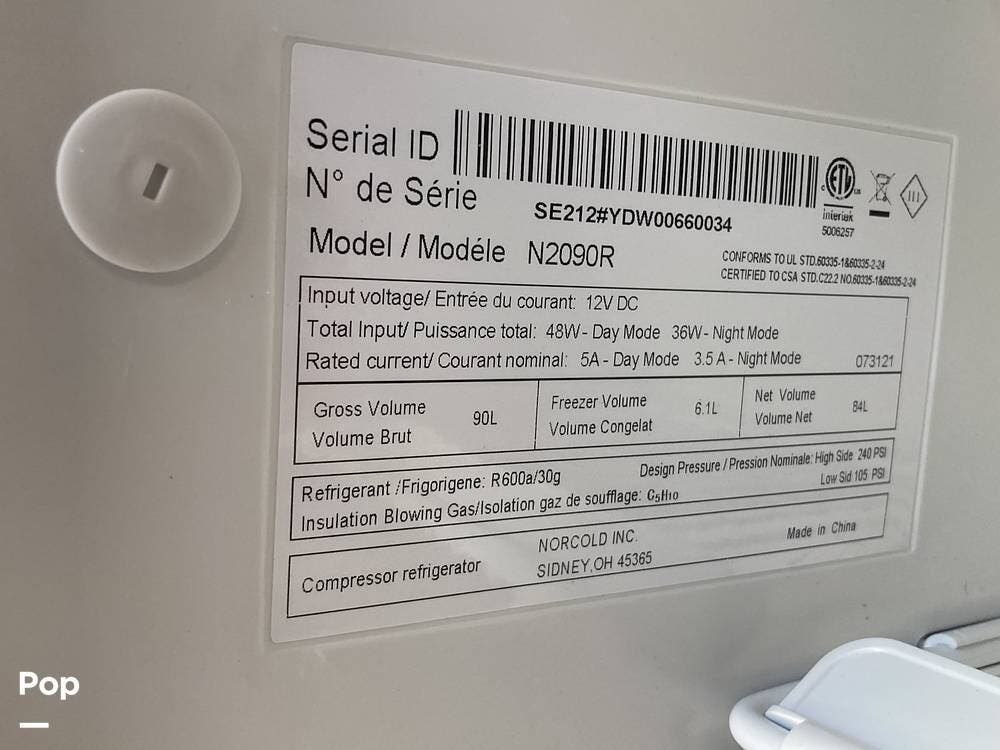 Serial ID
N° de Série
SE212#YDW00660034
ETL
c us
Intertek
5006257
III
Model / Modéle N2090R
CONFORMS TO UL STD.60335-1&60335-2-24
CERTIFIED TO CSA STD.C22.2 NO.60335-1&60335-2-24
Input voltage/ Entrée du courant: 12V DC
Total Input/ Puissance total: 48W - Day Mode 36W - Night Mode
Rated current/ Courant nominal: 5A - Day Mode 3.5 A - Night Mode
073121
Gross Volume
Volume Brut
90L
Freezer Volume
Volume Congelat
6.1L
Net Volume
Volume Net
84L
Refrigerant /Frigorigene: R600a/30g
Design Pressure / Pression Nominale: High Side 240 PSI
Low Sid 105 PSI
Insulation Blowing Gas/Isolation gaz de soufflage: C5H10
Compressor refrigerator
NORCOLD INC.
SIDNEY,OH 45365
Made in China
Pop